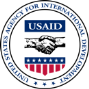 UNITED STATES AGENCY FOR INTERNATIONAL DEVELOPMENT
USAID